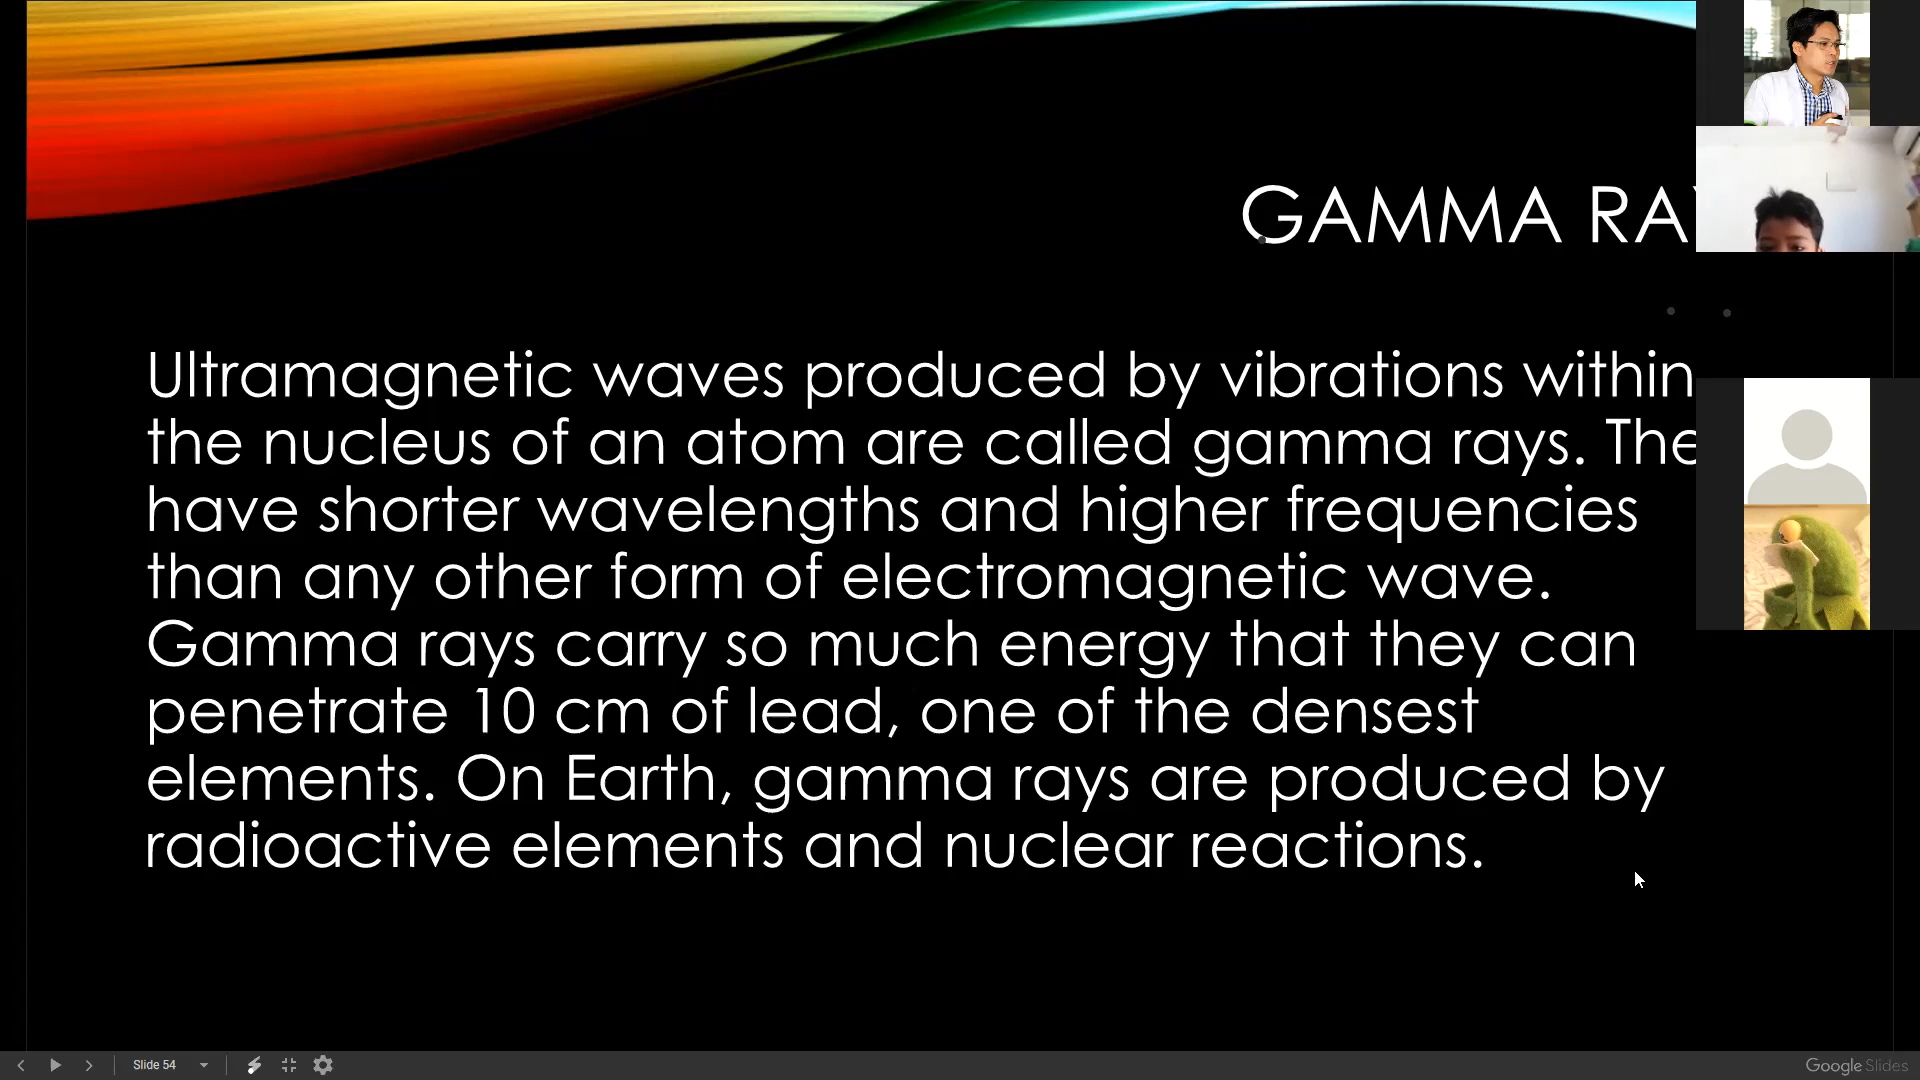 GAMMA RAY
Ultramagnetic waves produced by vibrations within
the nucleus of an atom are called gamma rays. The
have shorter wavelengths and higher frequencies
than any other form of electromagnetic wave.
Gamma rays carry so much energy that they can
penetrate 10 cm of lead, one of the densest
elements. On Earth, gamma rays are produced by
radioactive elements and nuclear reactions.
Slide 54
Google Slides